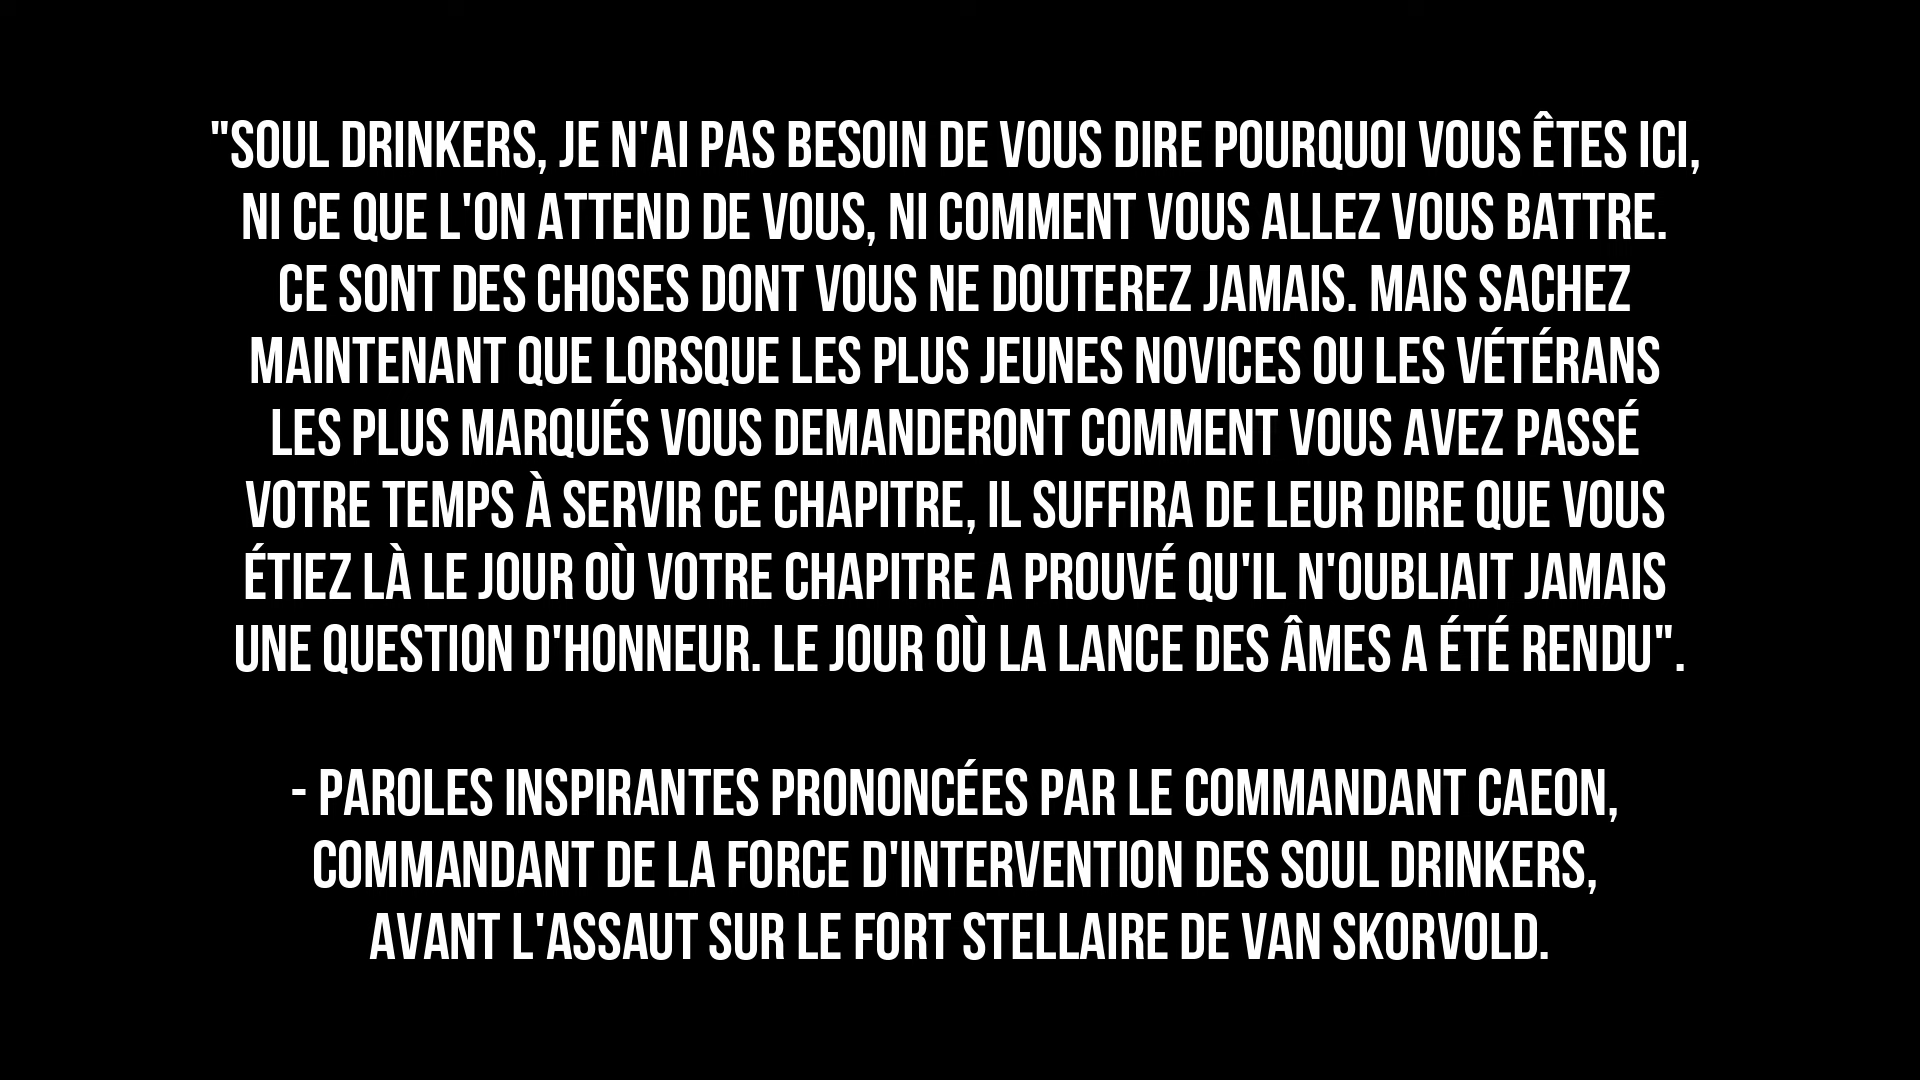 "SOUL DRINKERS, JE N'AI PAS BESOIN DE VOUS DIRE POURQUOI VOUS ÊTES ICI,
NI CE QUE L'ON ATTEND DE VOUS, NI COMMENT VOUS ALLEZ VOUS BATTRE.
CE SONT DES CHOSES DONT VOUS NE DOUTEREZ JAMAIS. MAIS SACHEZ
MAINTENANT QUE LORSQUE LES PLUS JEUNES NOVICES OU LES VÉTÉRANS
LES PLUS MARQUÉS VOUS DEMANDERONT COMMENT VOUS AVEZ PASSÉ
VOTRE TEMPS À SERVIR CE CHAPITRE, IL SUFFIRA DE LEUR DIRE QUE VOUS
ÉTIEZ LÀ LE JOUR OÙ VOTRE CHAPITRE A PROUVÉ QU'IL N'OUBLIAIT JAMAIS
UNE QUESTION D'HONNEUR. LE JOUR OÙ LA LANCE DES ÂMES A ÉTÉ RENDU".
- PAROLES INSPIRANTES PRONONCÉES PAR LE COMMANDANT CAEON,
COMMANDANT DE LA FORCE D'INTERVENTION DES SOUL DRINKERS,
AVANT L'ASSAUT SUR LE FORT STELLAIRE DE VAN SKORVOLD.